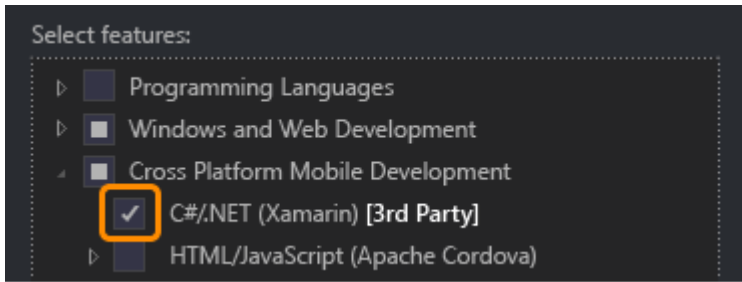 Select features:
Programming Languages
Windows and Web Development
Cross Platform Mobile Development
C#/.NET (Xamarin) [3rd Party]
HTML/JavaScript (Apache Cordova)